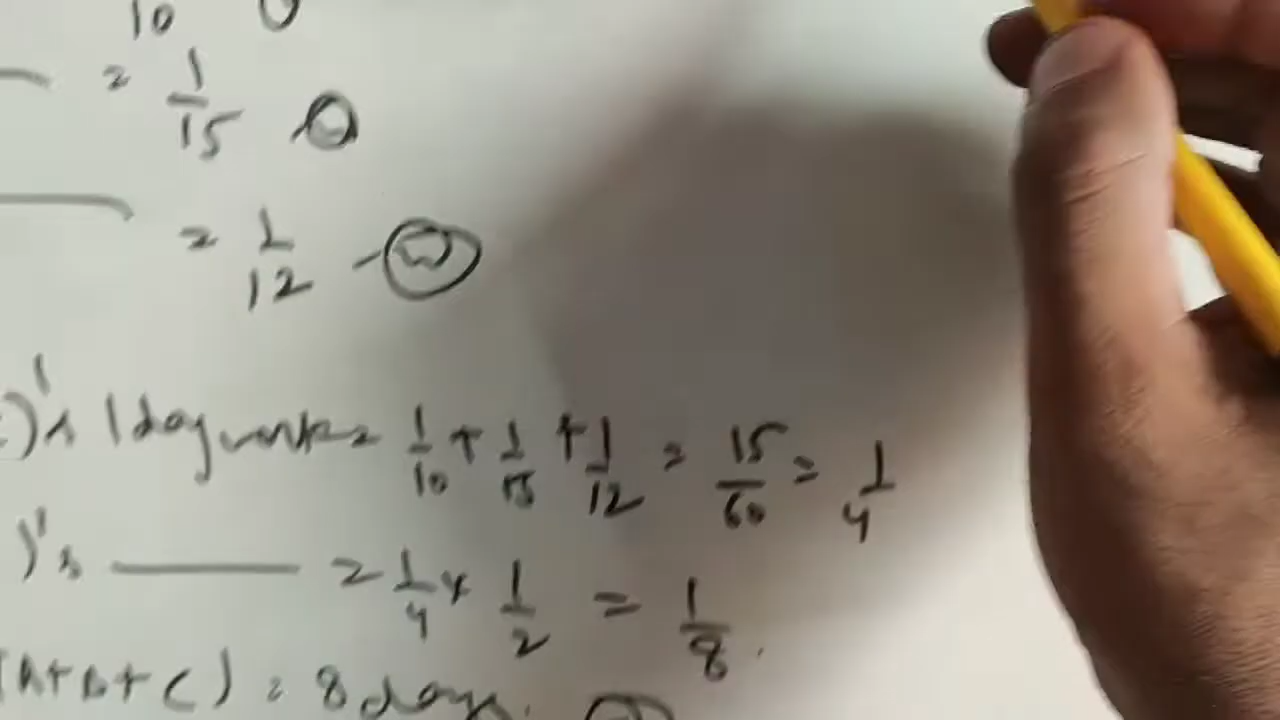 10
= 1/15
= 1/12
)'s 1 day work = 1/10 + 1/15 + 1/12 = 15/60 = 1/4
)'s = 1/4 × 1/2 = 1/8.
(A+B+C) = 8 days.